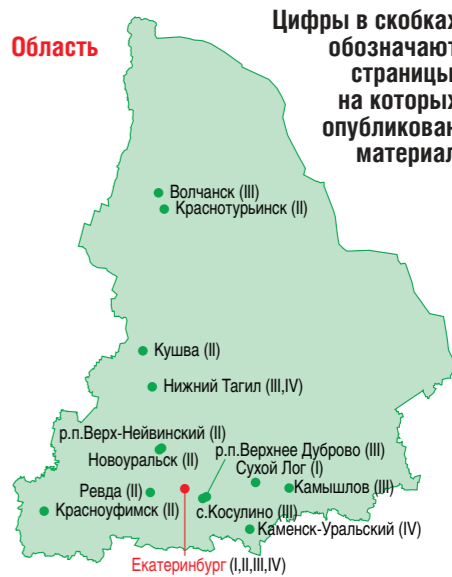 Цифры в скобках
обозначают
страницы,
на которых
опубликован
материал
Область
Волчанск (III)
Краснотурьинск (II)
Кушва (II)
Нижний Тагил (III,IV)
р.п.Верх-Нейвинский (II)
Новоуральск (II)
р.п.Верхнее Дуброво (III)
Сухой Лог (I)
Ревда (II)
Камышлов (III)
Красноуфимск (II)
с.Косулино (III)
Каменск-Уральский (IV)
Екатеринбург (I,II,III,IV)